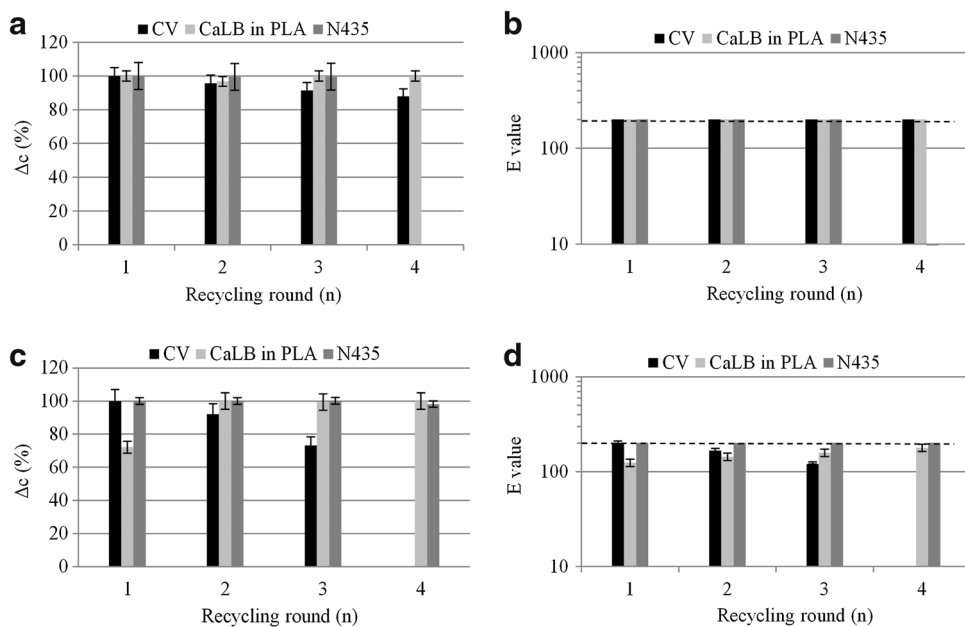 a
CV CaLB in PLA N435
120
100
80
60
40
20
0
Δc (%)
1 2 3 4
Recycling round (n)
b
CV CaLB in PLA N435
1000
100
10
E value
1 2 3 4
Recycling round (n)
c
CV CaLB in PLA N435
120
100
80
60
40
20
0
Δc (%)
1 2 3 4
Recycling round (n)
d
CV CaLB in PLA N435
1000
100
10
E value
1 2 3 4
Recycling round (n)